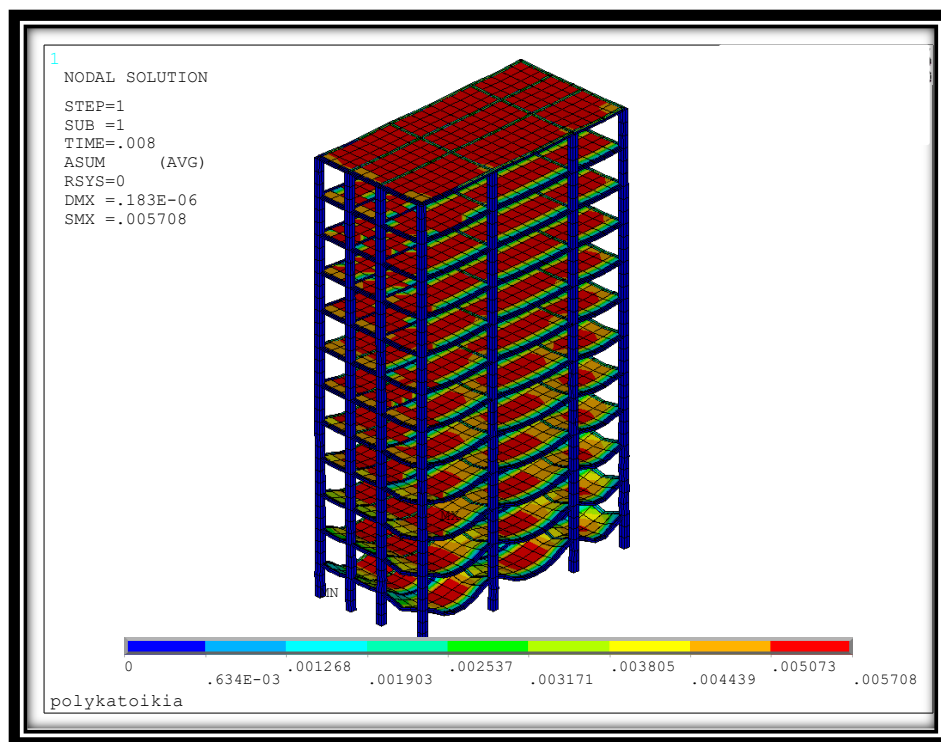 1
NODAL SOLUTION
STEP=1
SUB =1
TIME=.008
ASUM (AVG)
RSYS=0
DMX =.183E-06
SMX =.005708
MN
0 .001268 .002537 .003805 .005073
.634E-03 .001903 .003171 .004439 .005708
polykatoikia